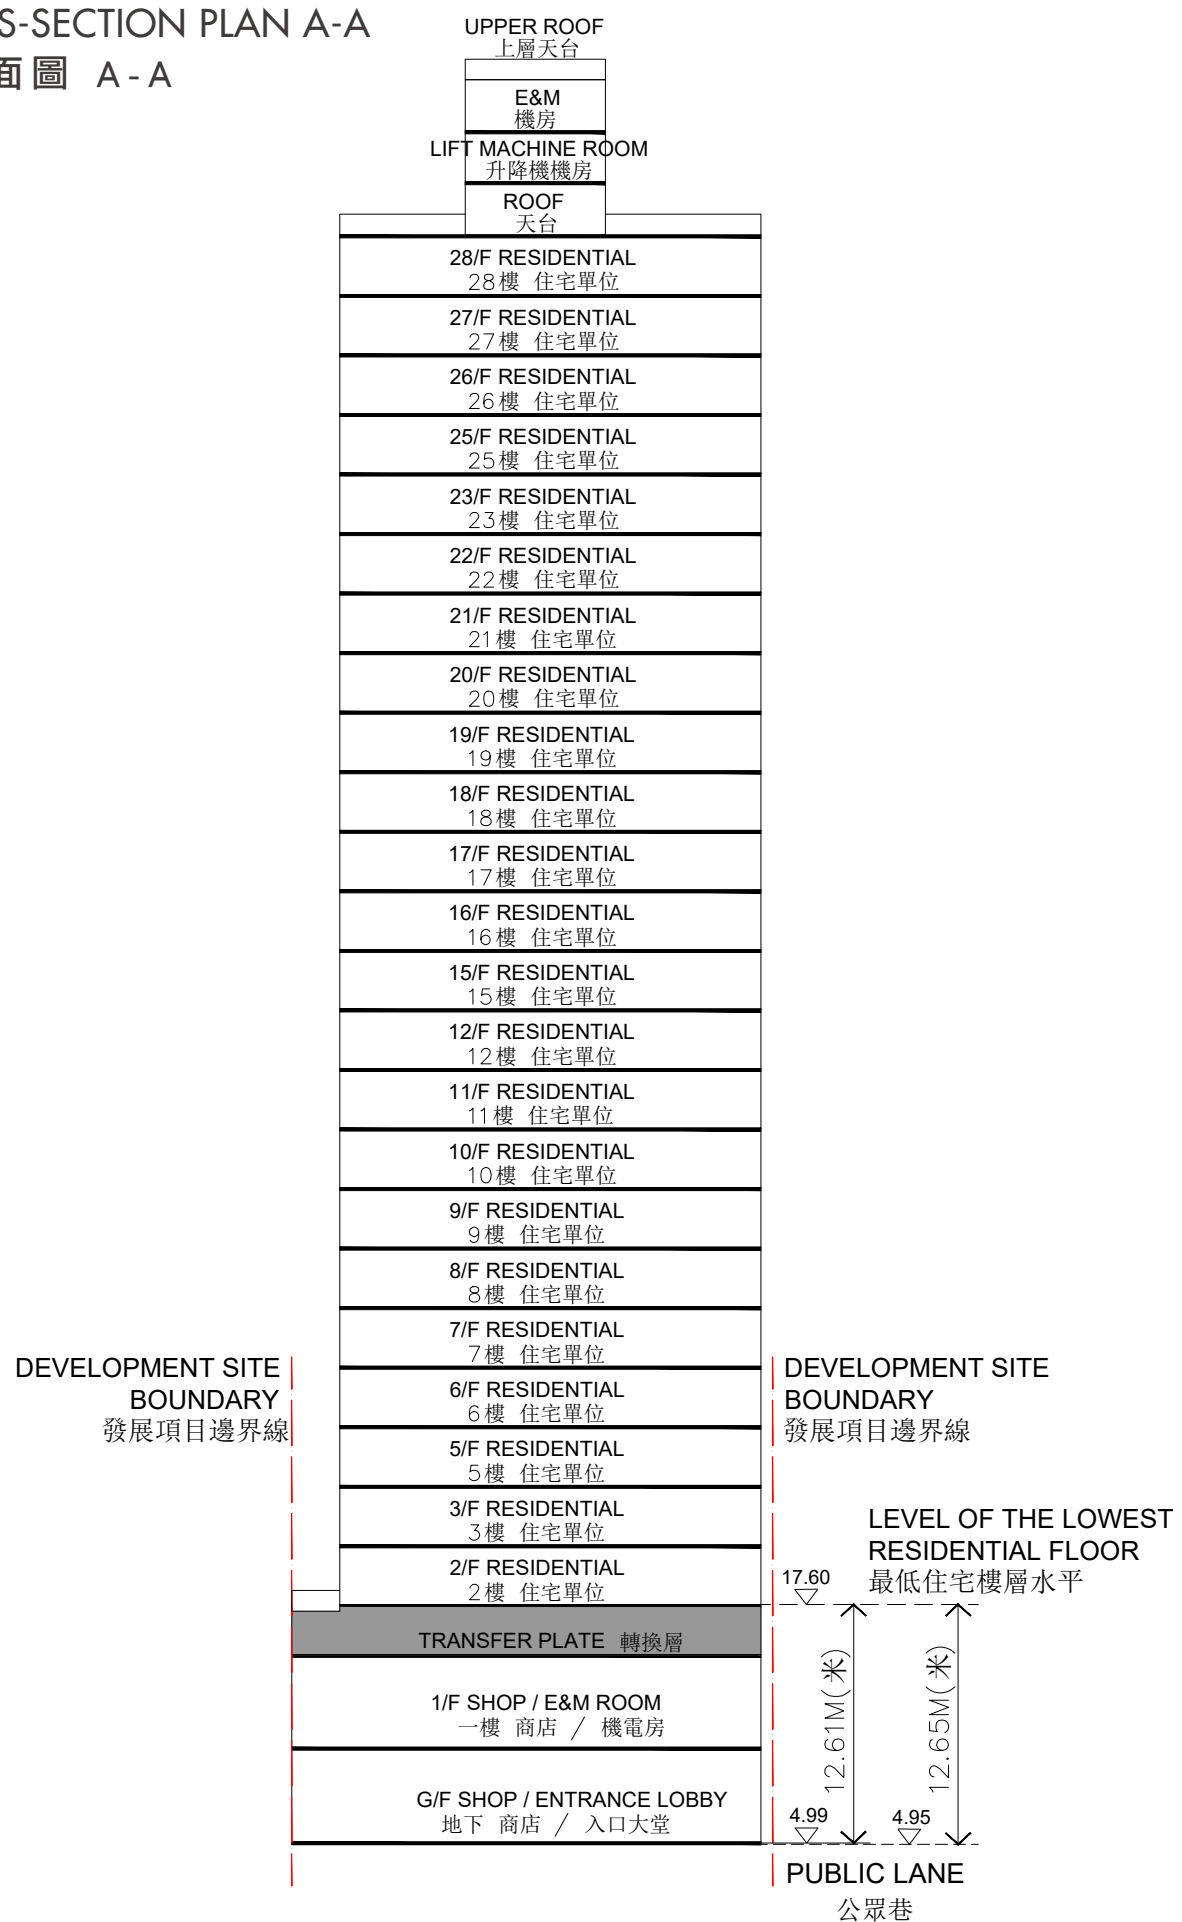 S-SECTION PLAN A-A
面圖 A-A
UPPER ROOF
上層天台
E&M
機房
LIFT MACHINE ROOM
升降機機房
ROOF
天台
28/F RESIDENTIAL
28樓 住宅單位
27/F RESIDENTIAL
27樓 住宅單位
26/F RESIDENTIAL
26樓 住宅單位
25/F RESIDENTIAL
25樓 住宅單位
23/F RESIDENTIAL
23樓 住宅單位
22/F RESIDENTIAL
22樓 住宅單位
21/F RESIDENTIAL
21樓 住宅單位
20/F RESIDENTIAL
20樓 住宅單位
19/F RESIDENTIAL
19樓 住宅單位
18/F RESIDENTIAL
18樓 住宅單位
17/F RESIDENTIAL
17樓 住宅單位
16/F RESIDENTIAL
16樓 住宅單位
15/F RESIDENTIAL
15樓 住宅單位
12/F RESIDENTIAL
12樓 住宅單位
11/F RESIDENTIAL
11樓 住宅單位
10/F RESIDENTIAL
10樓 住宅單位
9/F RESIDENTIAL
9樓 住宅單位
8/F RESIDENTIAL
8樓 住宅單位
7/F RESIDENTIAL
7樓 住宅單位
DEVELOPMENT SITE
BOUNDARY
發展項目邊界線
DEVELOPMENT SITE
BOUNDARY
發展項目邊界線
6/F RESIDENTIAL
6樓 住宅單位
5/F RESIDENTIAL
5樓 住宅單位
3/F RESIDENTIAL
3樓 住宅單位
2/F RESIDENTIAL
2樓 住宅單位
LEVEL OF THE LOWEST
RESIDENTIAL FLOOR
最低住宅樓層水平
17.60
TRANSFER PLATE 轉換層
12.61M(米)
12.65M(米)
1/F SHOP / E&M ROOM
一樓 商店 / 機電房
G/F SHOP / ENTRANCE LOBBY
地下 商店 / 入口大堂
4.99
4.95
PUBLIC LANE
公眾巷